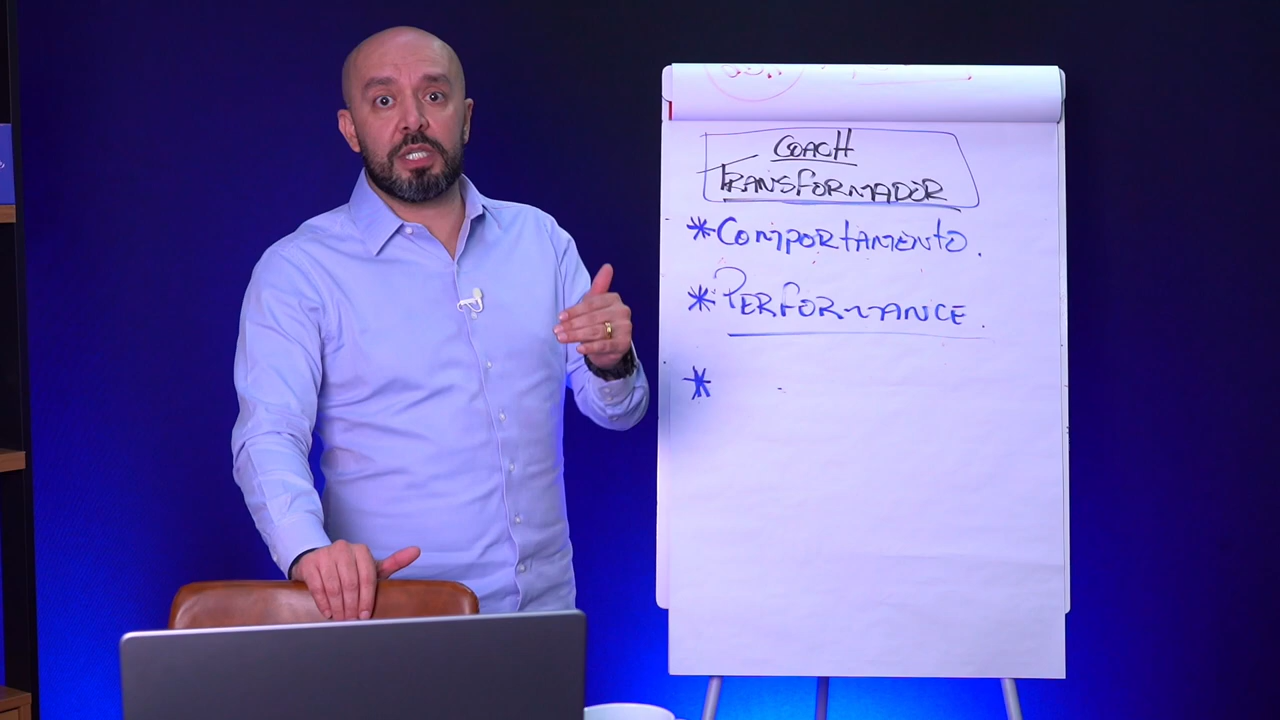 COACH
TRANSFORMADOR
*COMPORTAMENTO.
*PERFORMANCE.
*